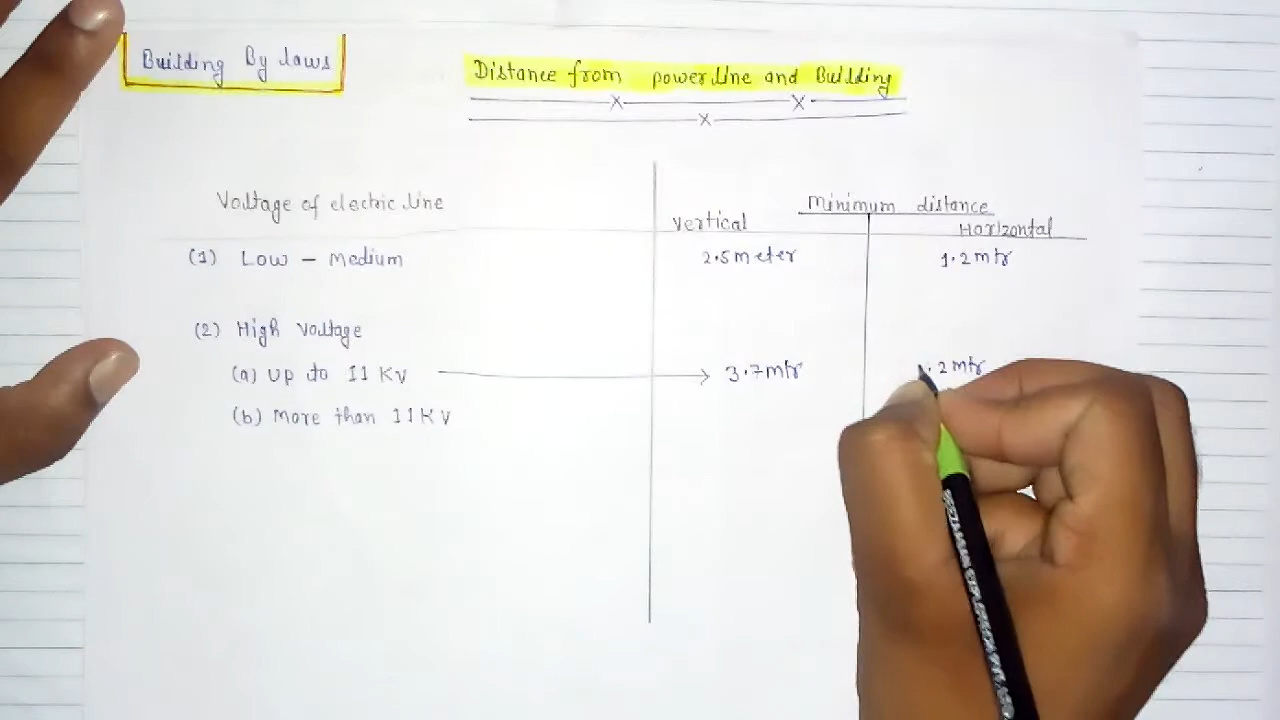 Building By laws
Distance from power line and Building
Voltage of electric line
Minimum distance
Vertical
Horizontal
(1) Low - Medium 2.5 meter 1.2 mtr
(2) High Voltage
(a) Up to 11 KV 3.7 mtr .2 mtr
(b) More than 11 KV